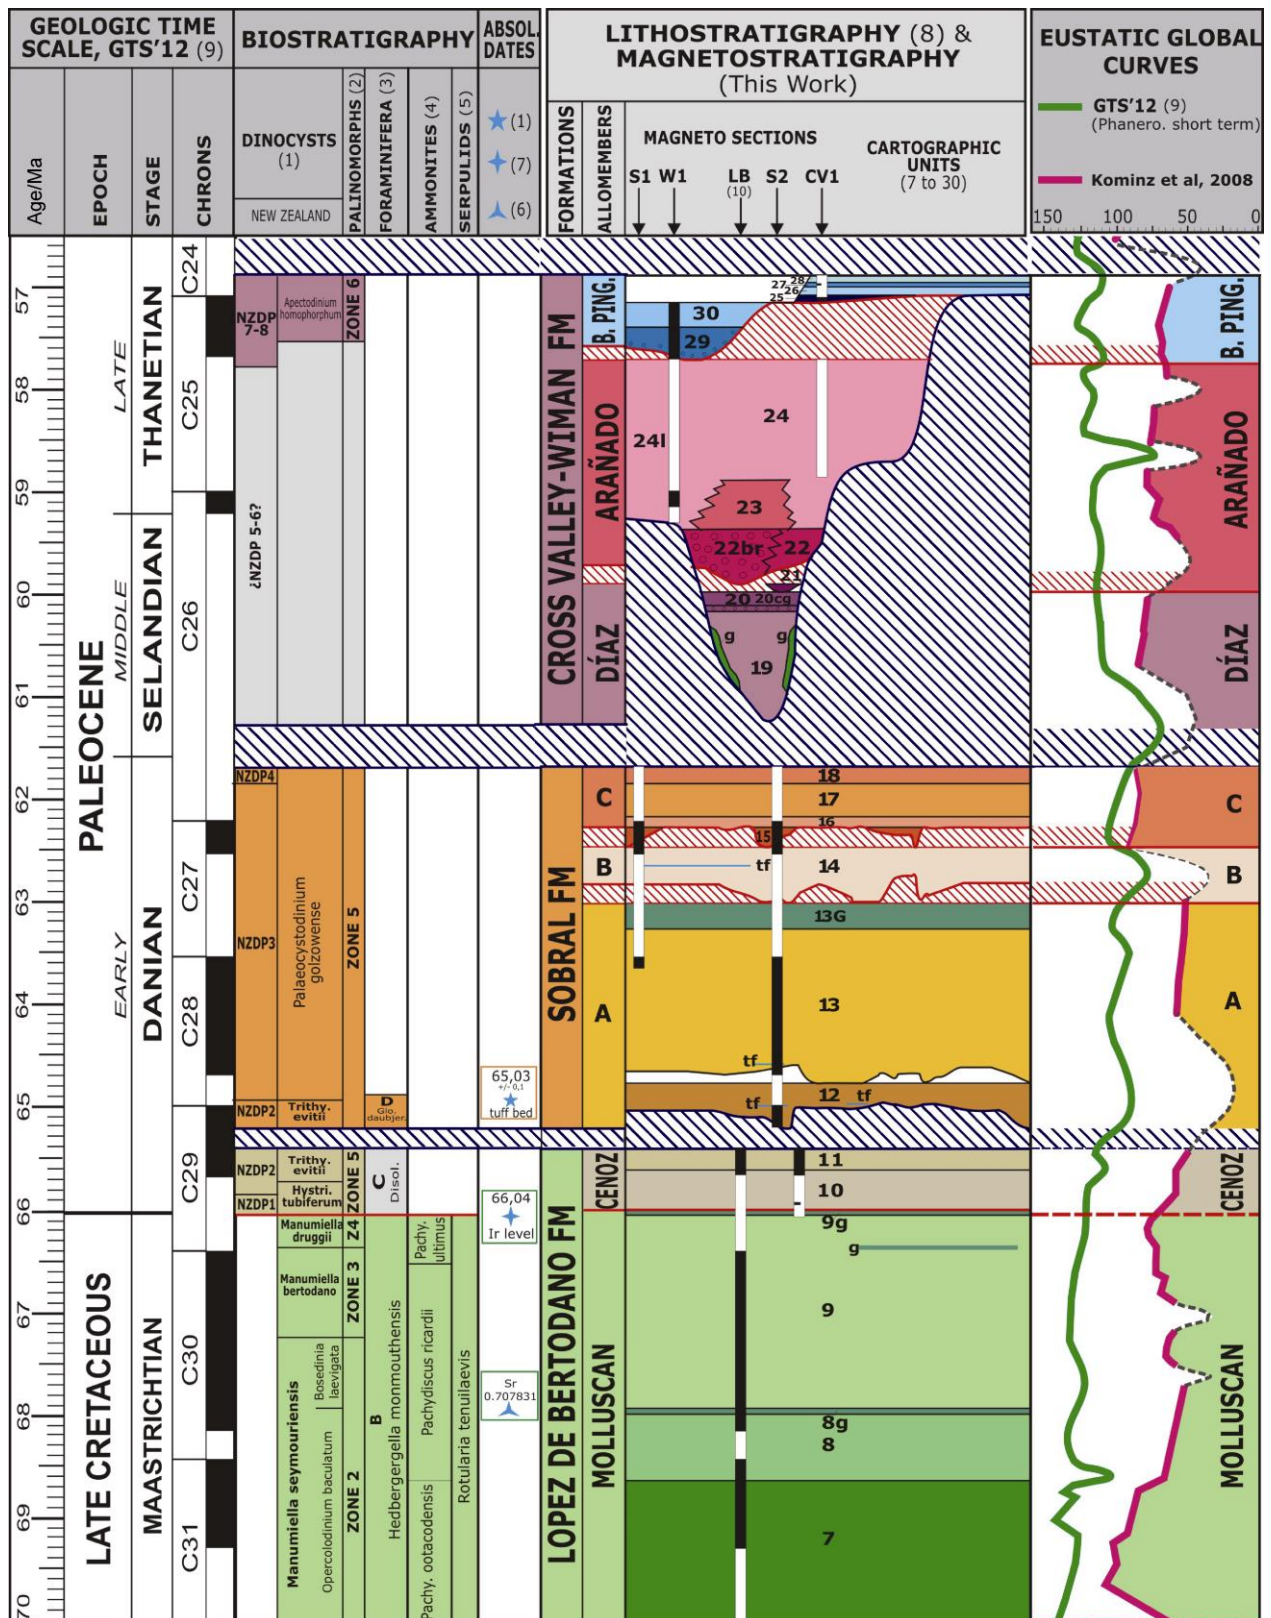 GEOLOGIC TIME
SCALE, GTS'12 (9)
BIOSTRATIGRAPHY
ABSOL.
DATES
LITHOSTRATIGRAPHY (8) &
MAGNETOSTRATIGRAPHY
(This Work)
EUSTATIC GLOBAL
CURVES
GTS'12 (9)
(Phanero. short term)
Kominz et al, 2008
150 100 50 0
Age/Ma
EPOCH
STAGE
CHRONS
DINOCYSTS
(1)
NEW ZEALAND
PALINOMORPHS (2)
FORAMINIFERA (3)
AMMONITES (4)
SERPULIDS (5)
(1)
(7)
(6)
FORMATIONS
ALLOMEMBERS
MAGNETO SECTIONS
S1 W1 LB S2 CV1
(10)
CARTOGRAPHIC
UNITS
(7 to 30)
57
58
59
60
61
62
63
64
65
66
67
68
69
70
PALEOCENE
LATE
MIDDLE
EARLY
LATE CRETACEOUS
THANETIAN
SELANDIAN
DANIAN
MAASTRICHTIAN
C24
C25
C26
C27
C28
C29
C30
C31
NZDP
7-8
Apectodinium
homophorphum
ZONE 6
¿NZDP 5-6?
NZDP4
NZDP3
Palaeocystodinium
golzowense
ZONE 5
NZDP2
Trithy.
evitii
D
Glo.
daubjer.
65,03
+/- 0,1
tuff bed
NZDP2
Trithy.
evitii
NZDP1
Hystri.
tubiferum
ZONE 5
C
Disol.
66,04
Ir level
Manumiella
druggii
Z4
Pachy.
ultimus
Manumiella
bertodano
ZONE 3
Manumiella seymouriensis
Bosedinia
laevigata
Opercolodinium baculatum
ZONE 2
B
Hedbergergella monmouthensis
Pachydiscus ricardii
Pachy. ootacodensis
Rotularia tenuilaevis
Sr
0.707831
CROSS VALLEY-WIMAN FM
B. PING.
ARAÑADO
DÍAZ
SOBRAL FM
C
B
A
LOPEZ DE BERTODANO FM
CENOZ
MOLLUSCAN
28
27
26
25
30
29
24
24l
23
22br
22
21
20
20cg
g
g
19
18
17
16
15
tf
14
13G
13
tf
12
tf
tf
11
10
9g
g
9
8g
8
7
B. PING.
ARAÑADO
DÍAZ
C
B
A
CENOZ
MOLLUSCAN